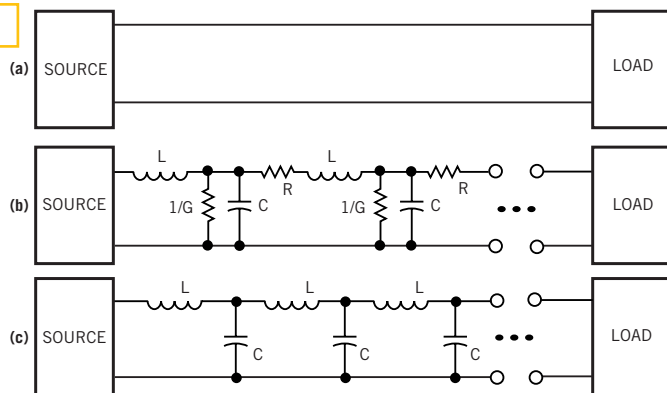 (a) SOURCE LOAD
L L
(b) SOURCE 1/G C R 1/G C R LOAD
L L L
(c) SOURCE C C C LOAD